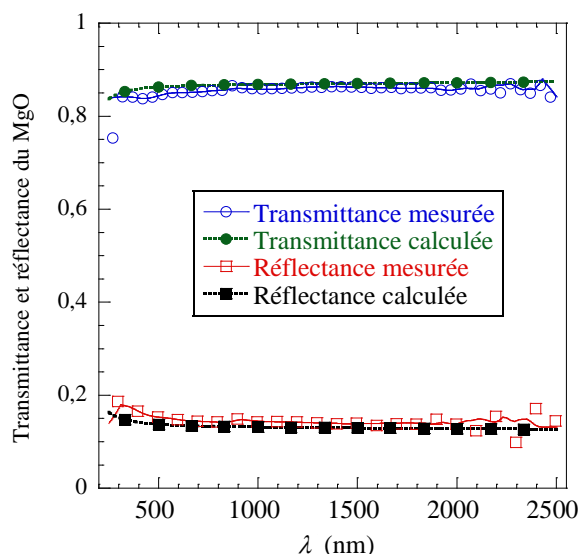 Transmittance et réflectance du MgO
1
0,8
0,6
0,4
0,2
0
Transmittance mesurée
Transmittance calculée
Réflectance mesurée
Réflectance calculée
500
1000
1500
2000
2500
λ (nm)